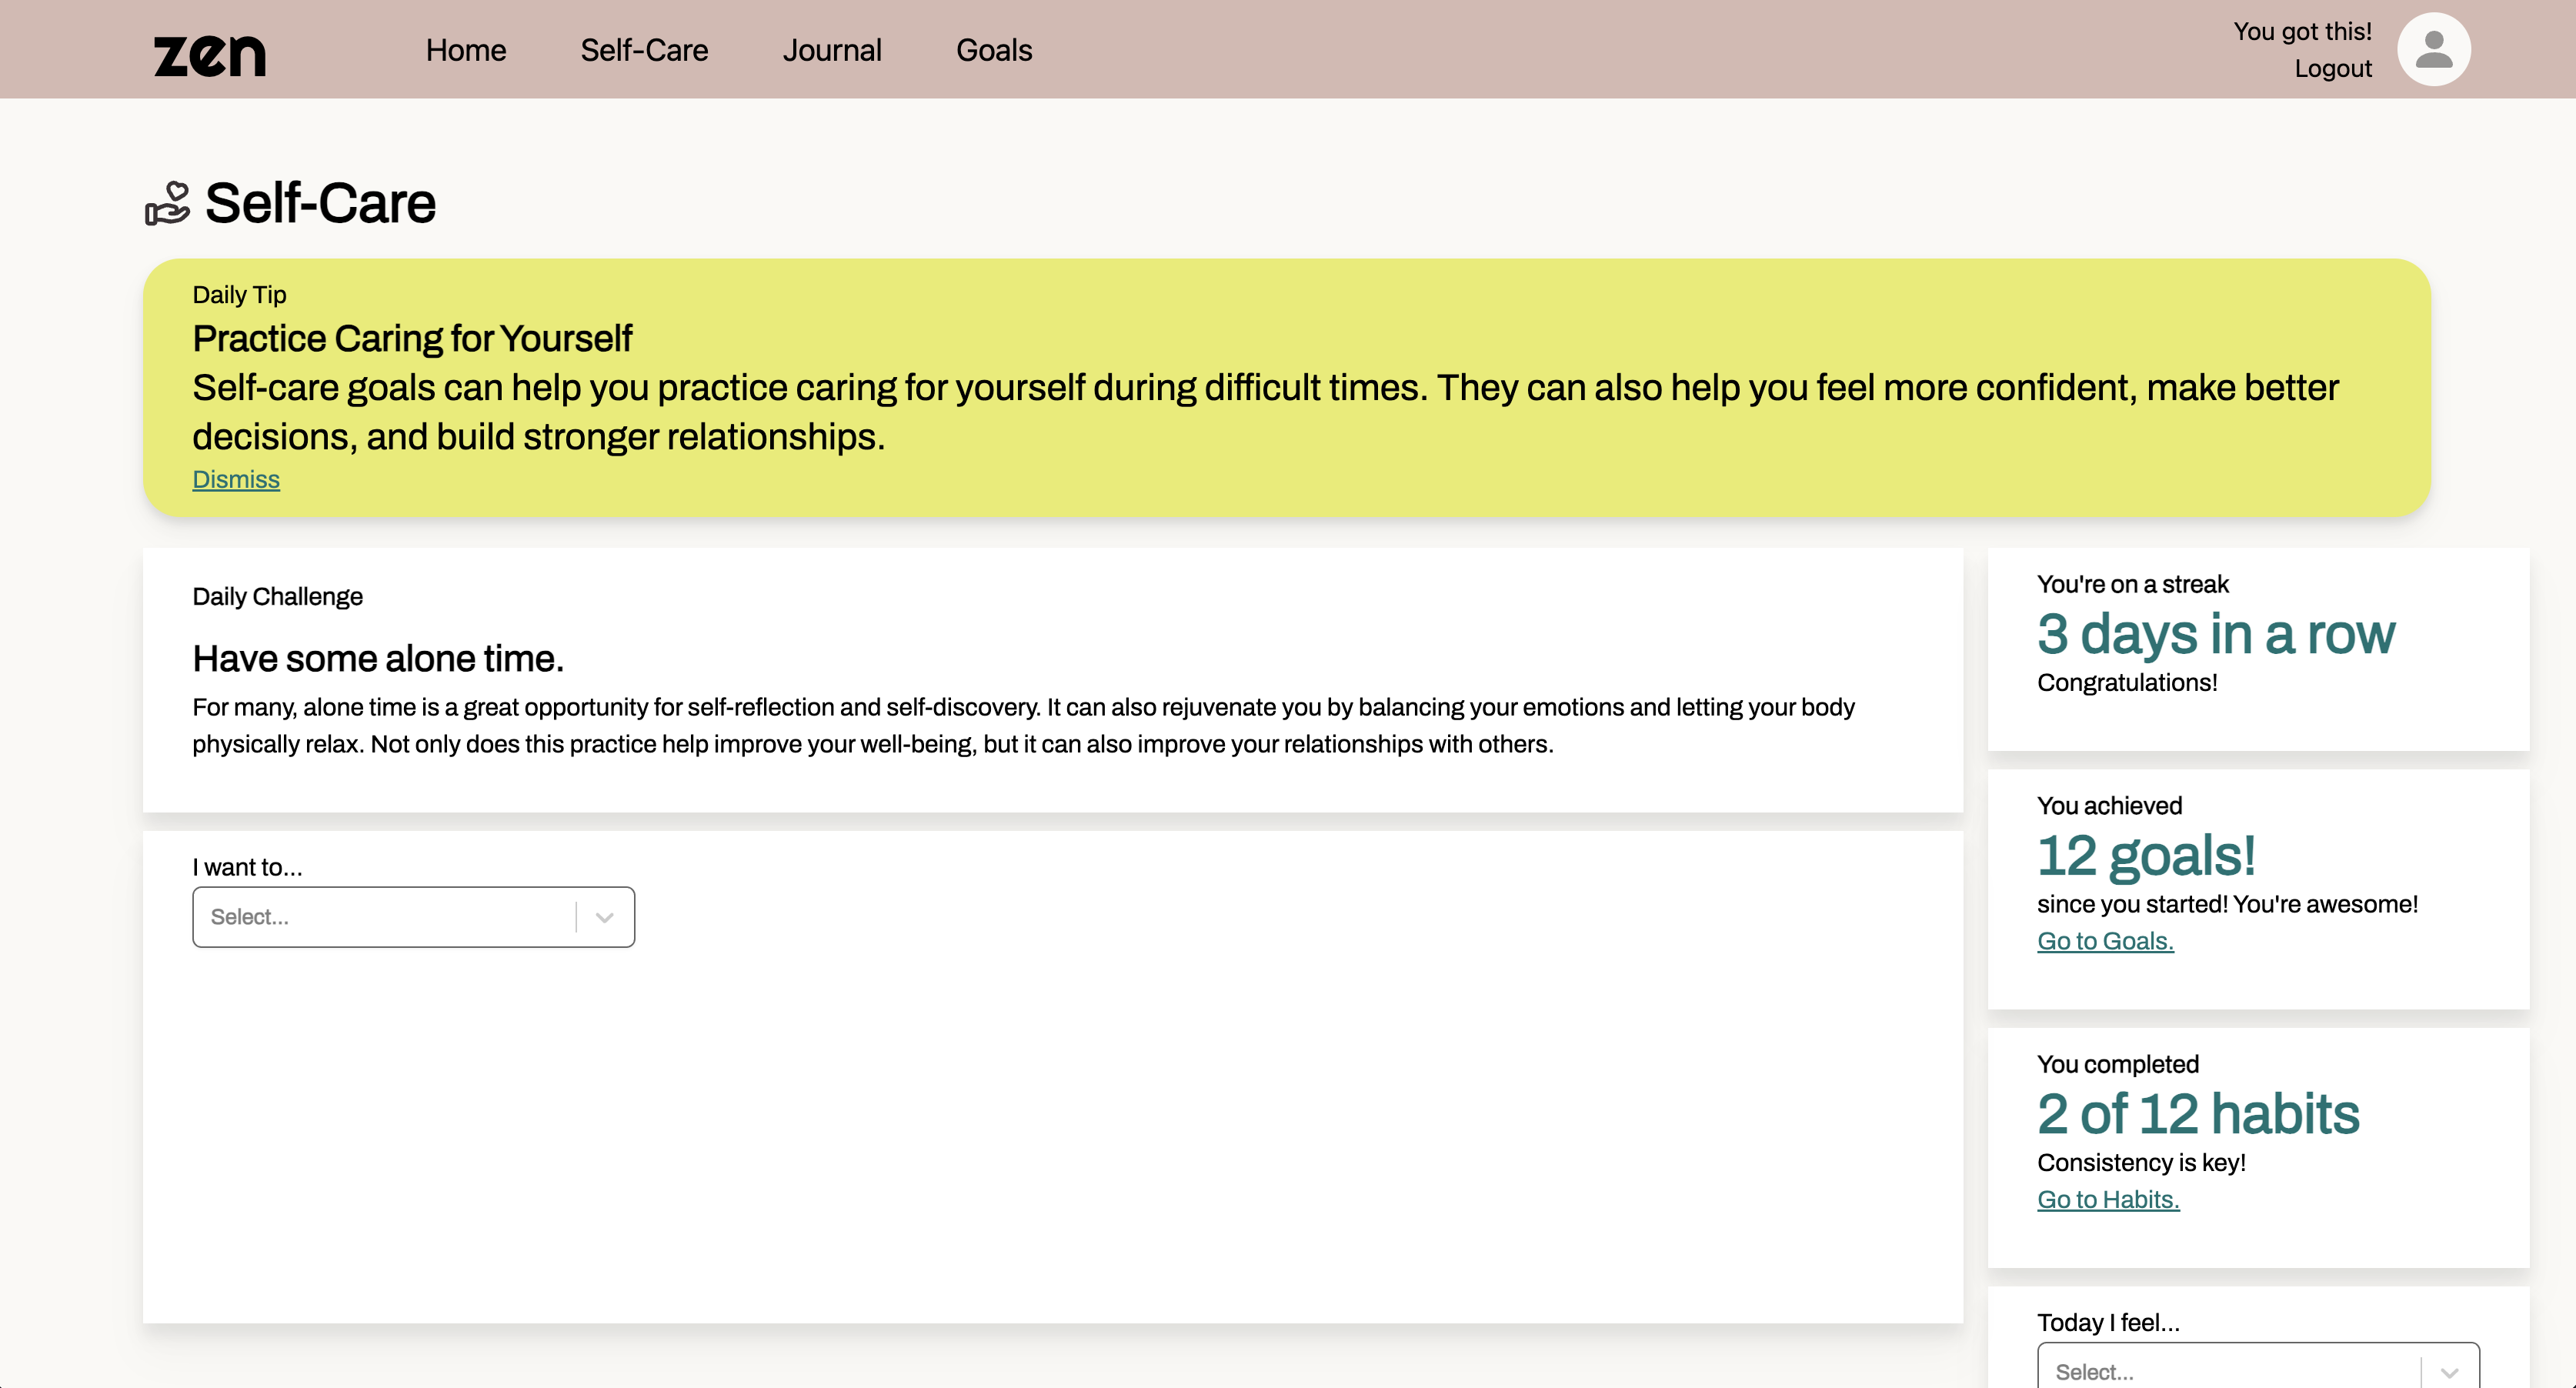 zen
Home
Self-Care
Journal
Goals
You got this!
Logout
Self-Care
Daily Tip
Practice Caring for Yourself
Self-care goals can help you practice caring for yourself during difficult times. They can also help you feel more confident, make better
decisions, and build stronger relationships.
Dismiss
Daily Challenge
Have some alone time.
For many, alone time is a great opportunity for self-reflection and self-discovery. It can also rejuvenate you by balancing your emotions and letting your body
physically relax. Not only does this practice help improve your well-being, but it can also improve your relationships with others.
I want to...
Select...
You're on a streak
3 days in a row
Congratulations!
You achieved
12 goals!
since you started! You're awesome!
Go to Goals.
You completed
2 of 12 habits
Consistency is key!
Go to Habits.
Today I feel...
Select...